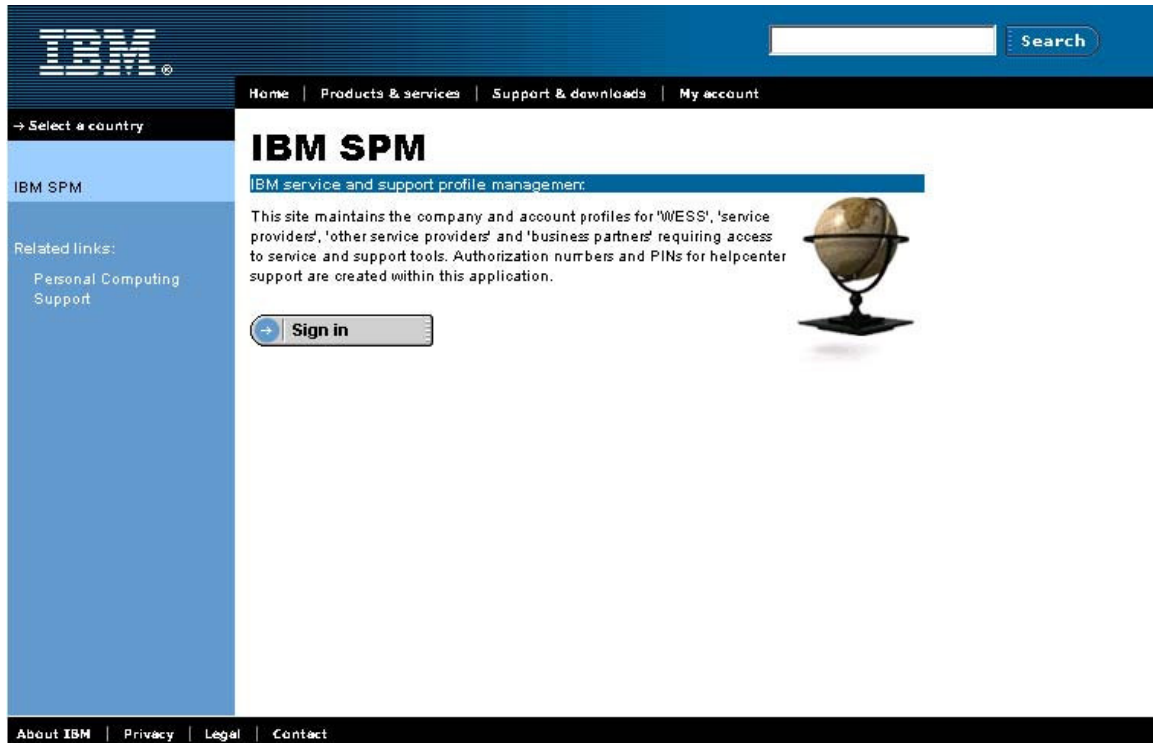 IBM®
Search
Home | Products & services | Support & downloads | My account
→ Select a country
IBM SPM
Related links:
Personal Computing
Support
IBM SPM
IBM service and support profile management
This site maintains the company and account profiles for 'WESS', 'service
providers', 'other service providers' and 'business partners' requiring access
to service and support tools. Authorization numbers and PINs for helpcenter
support are created within this application.
Sign in
About IBM | Privacy | Legal | Contact